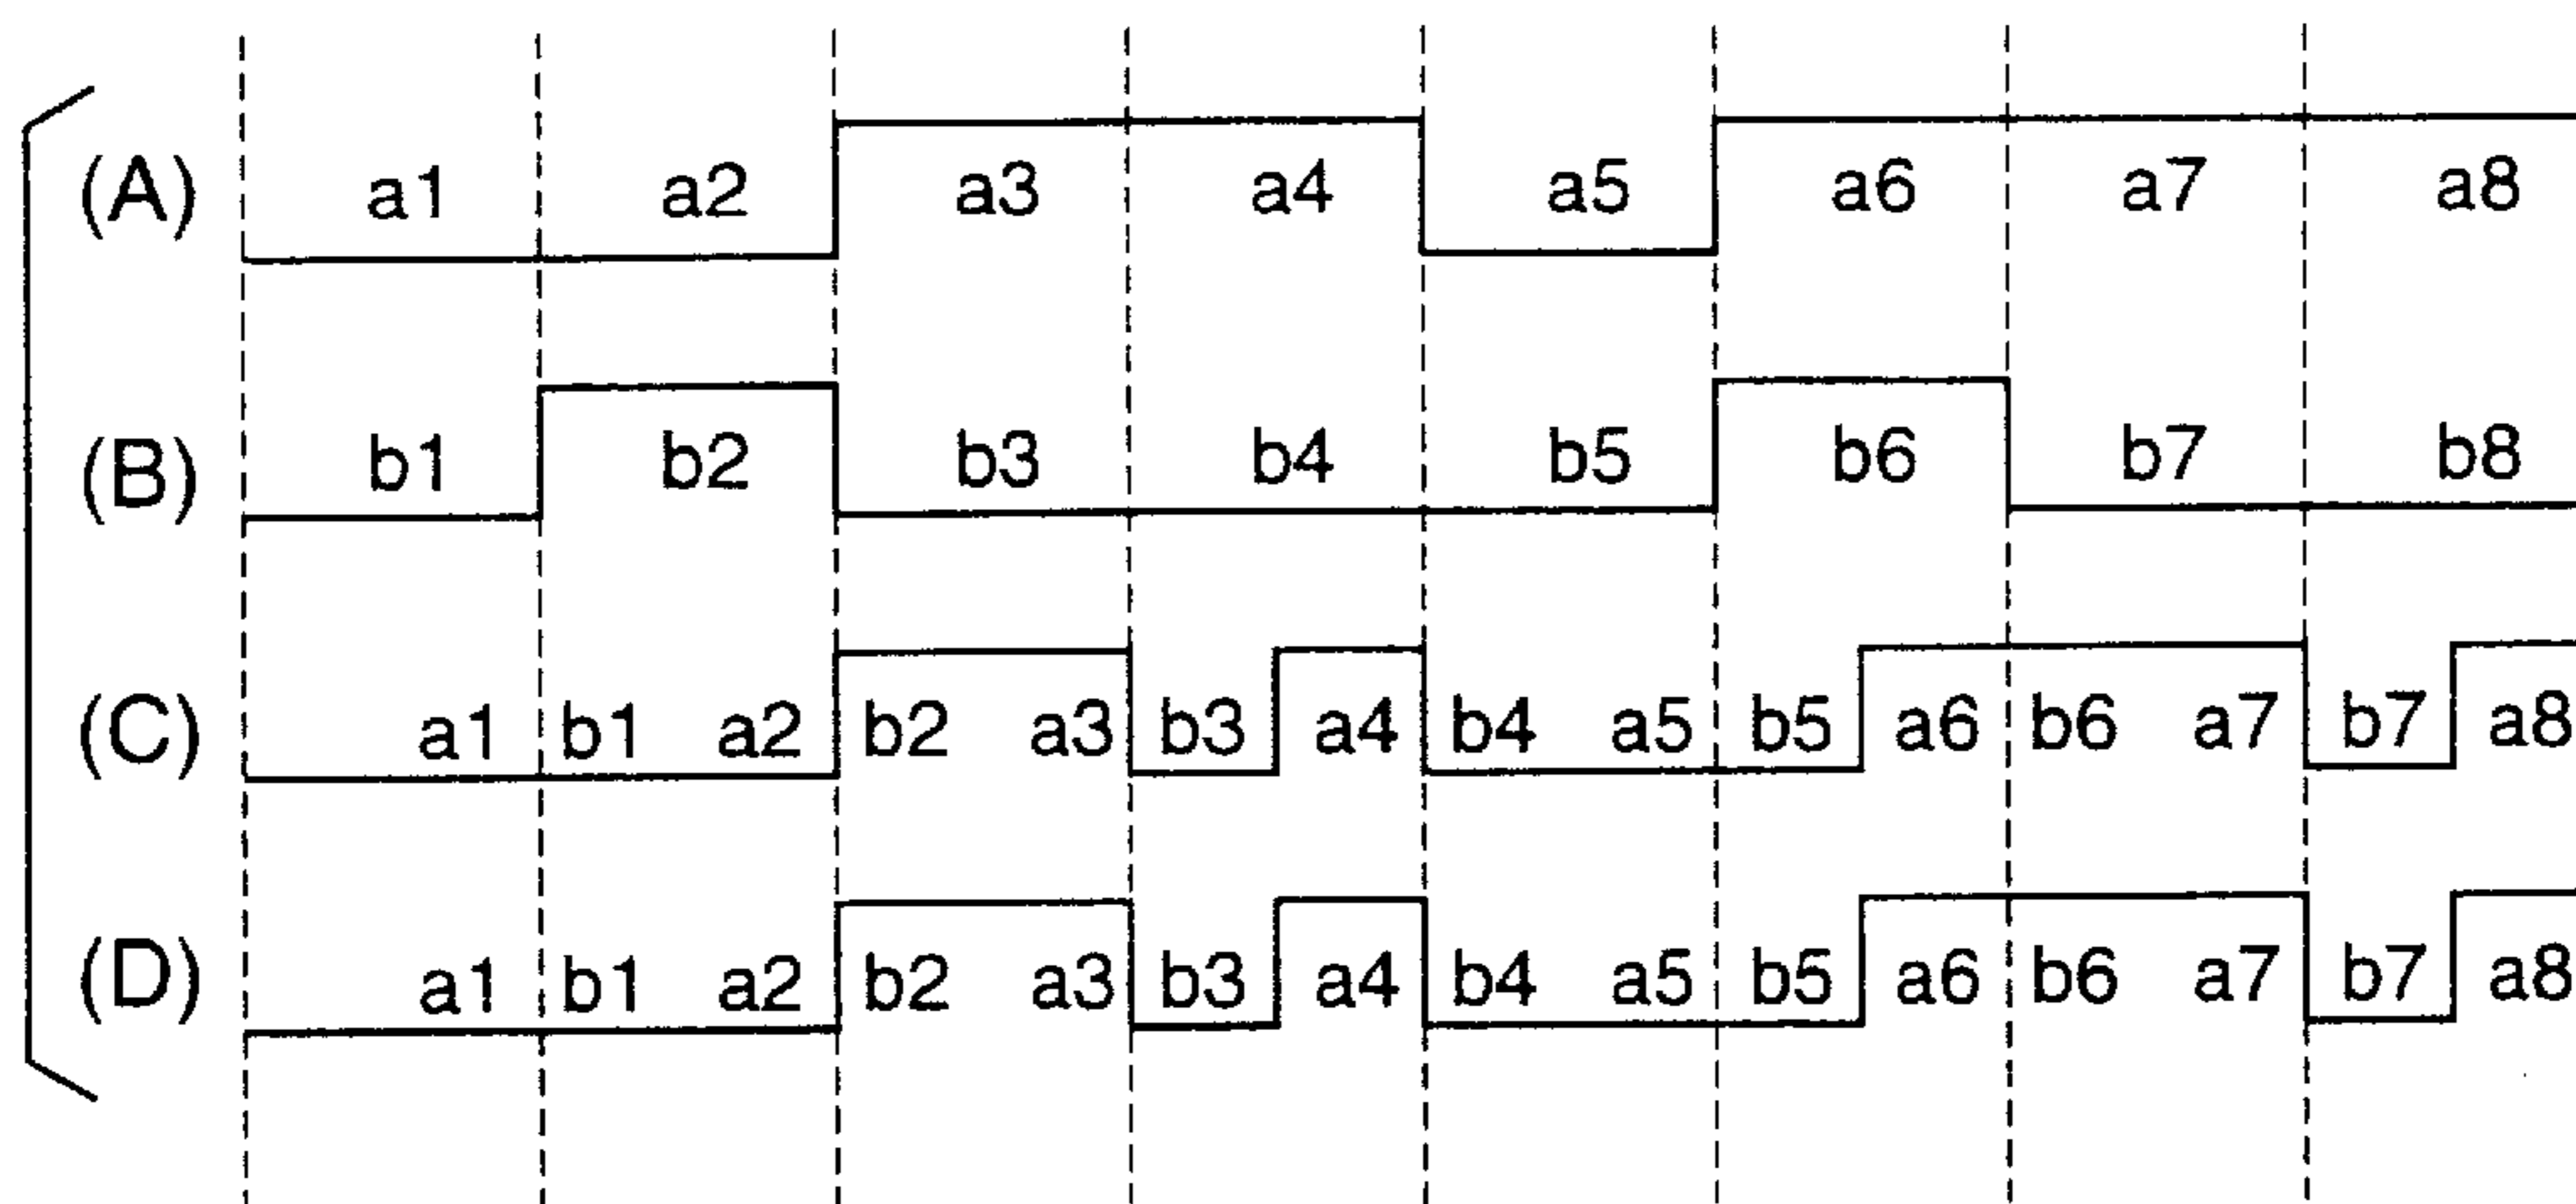 (A) a1 a2 a3 a4 a5 a6 a7 a8
(B) b1 b2 b3 b4 b5 b6 b7 b8
(C) a1 b1 a2 b2 a3 b3 a4 b4 a5 b5 a6 b6 a7 b7 a8
(D) a1 b1 a2 b2 a3 b3 a4 b4 a5 b5 a6 b6 a7 b7 a8